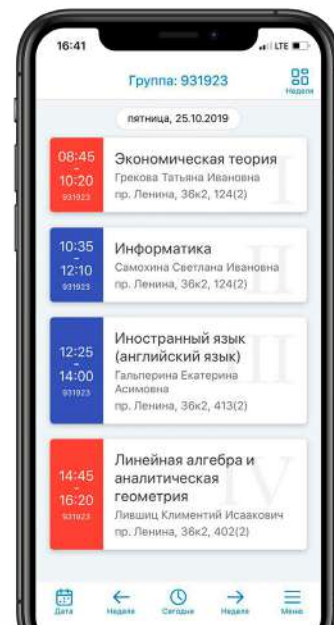 16:41
LTE
Группа: 931923
Неделя
пятница, 25.10.2019
08:45
-
10:20
931923
Экономическая теория
Грекова Татьяна Ивановна
пр. Ленина, 36к2, 124(2)
I
10:35
-
12:10
931923
Информатика
Самохина Светлана Ивановна
пр. Ленина, 36к2, 124(2)
II
12:25
-
14:00
931923
Иностранный язык
(английский язык)
Гальперина Екатерина
Асимовна
пр. Ленина, 36к2, 413(2)
III
14:45
-
16:20
931923
Линейная алгебра и
аналитическая
геометрия
Лившиц Климентий Исаакович
пр. Ленина, 36к2, 402(2)
IV
Дата
Неделя
Сегодня
Неделя
Меню